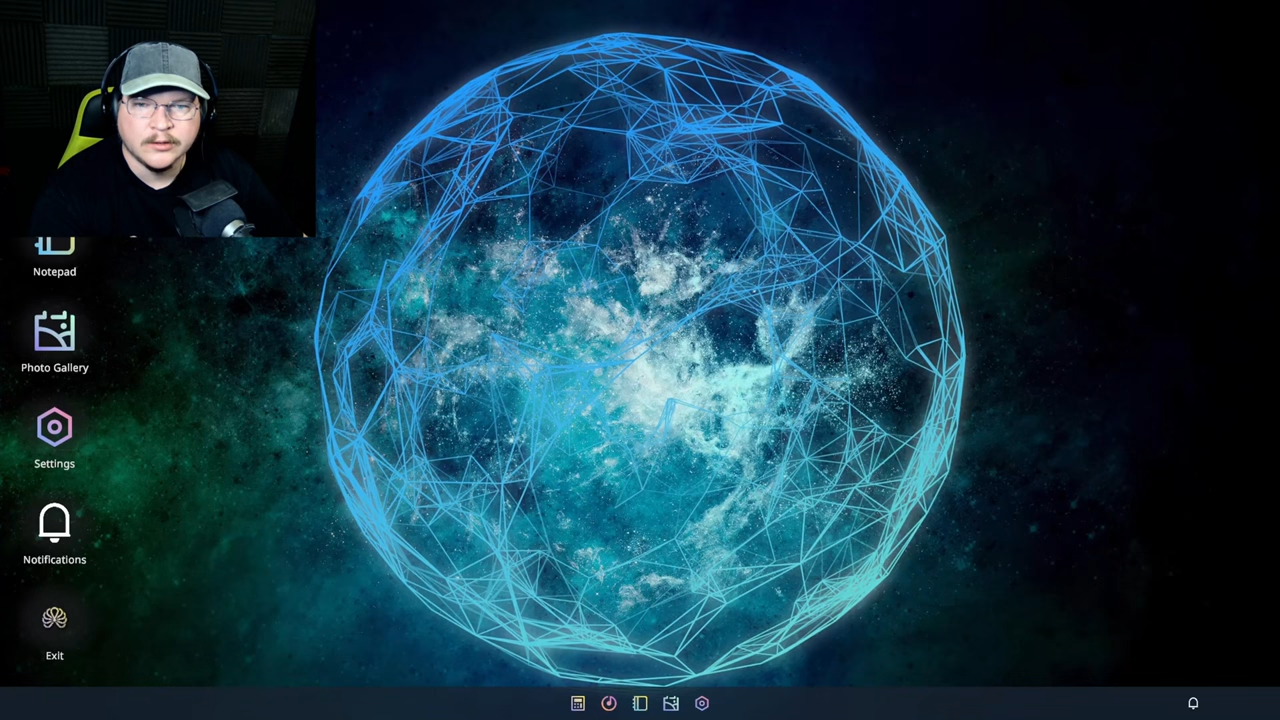 Notepad
Photo Gallery
Settings
Notifications
Exit